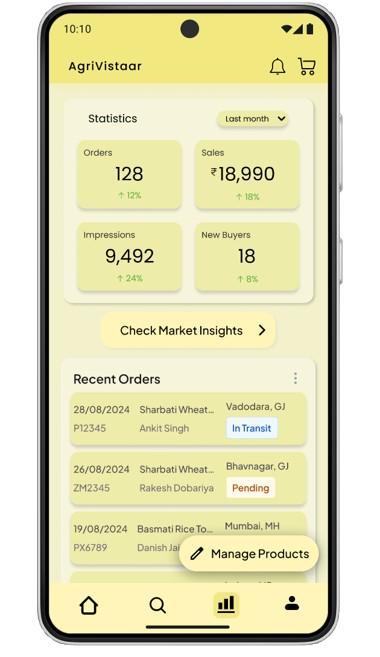 10:10
AgriVistaar
Statistics
Last month
Orders
128
↑ 12%
Sales
₹18,990
↑ 18%
Impressions
9,492
↑ 24%
New Buyers
18
↑ 8%
Check Market Insights
Recent Orders
28/08/2024 Sharbati Wheat... Vadodara, GJ
P12345 Ankit Singh In Transit
26/08/2024 Sharbati Wheat... Bhavnagar, GJ
ZM2345 Rakesh Dobariya Pending
19/08/2024 Basmati Rice To... Mumbai, MH
PX6789 Danish Jai
Manage Products